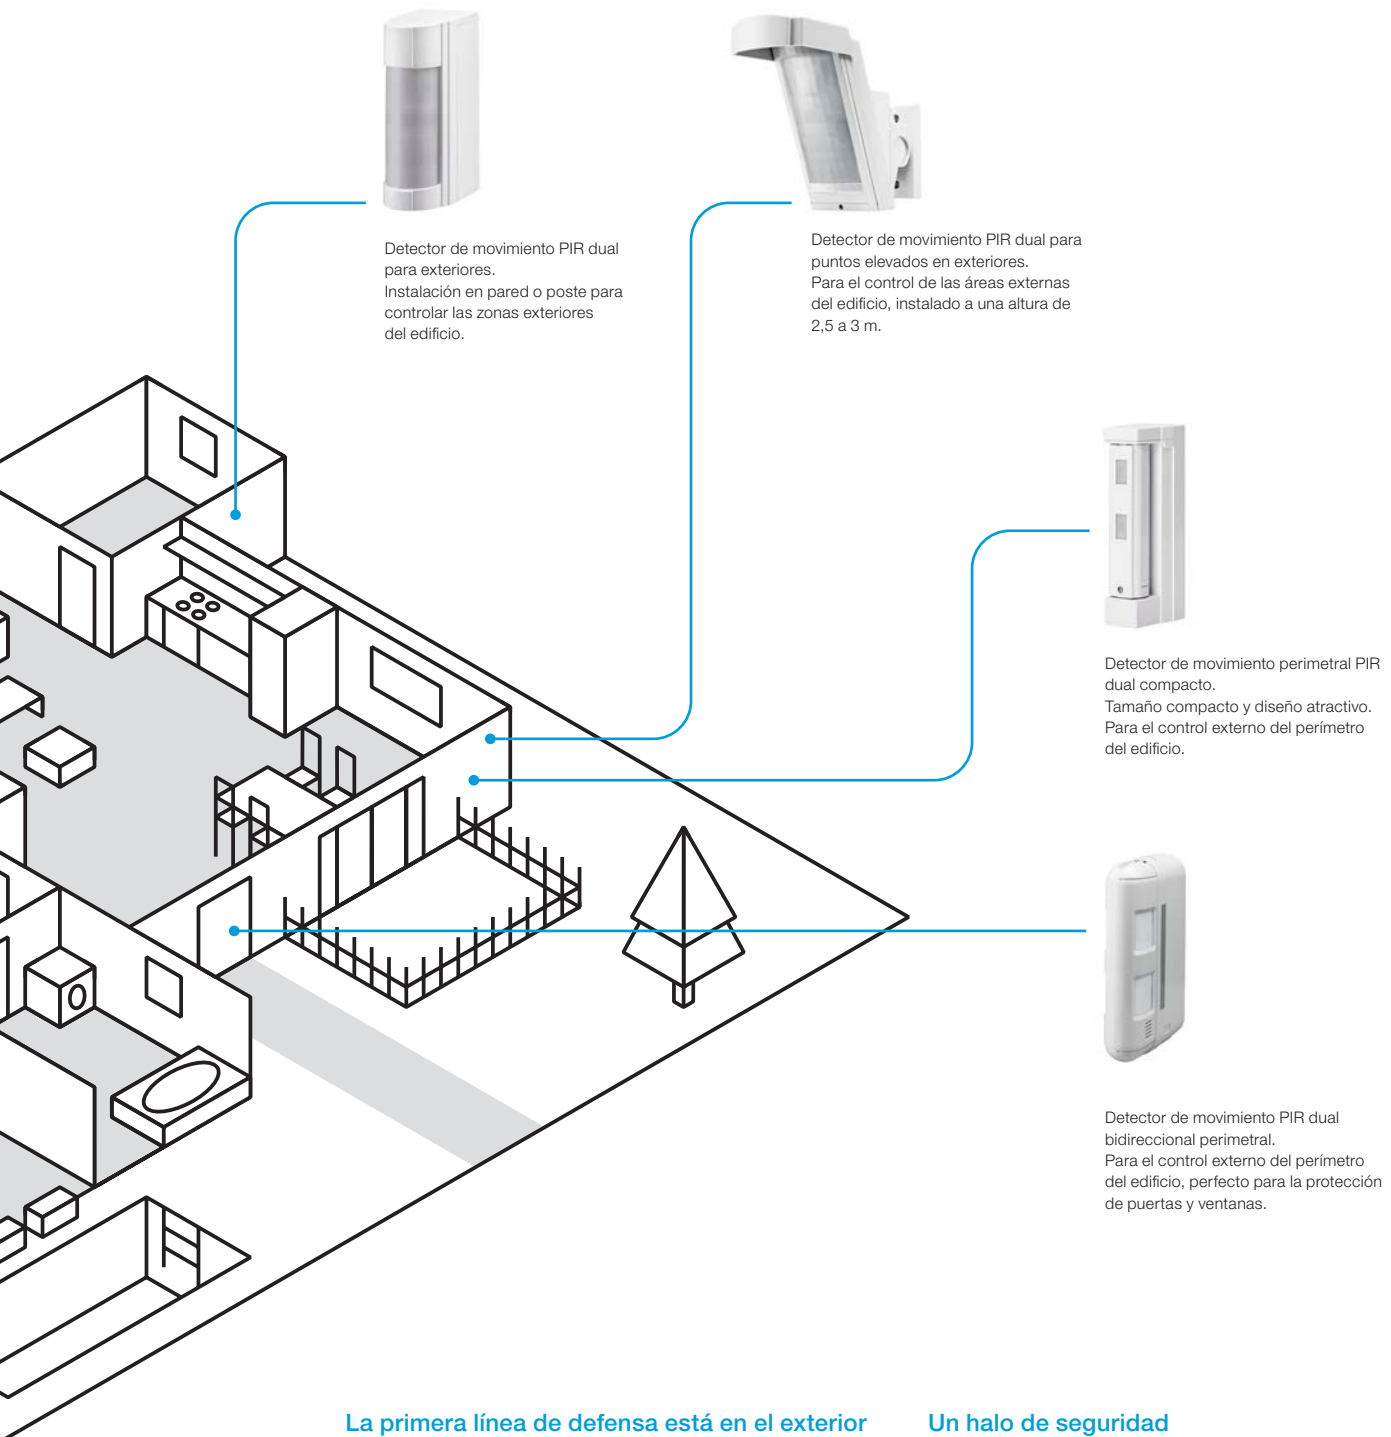 Detector de movimiento PIR dual
para exteriores.
Instalación en pared o poste para
controlar las zonas exteriores
del edificio.
Detector de movimiento PIR dual para
puntos elevados en exteriores.
Para el control de las áreas externas
del edificio, instalado a una altura de
2,5 a 3 m.
Detector de movimiento perimetral PIR
dual compacto.
Tamaño compacto y diseño atractivo.
Para el control externo del perímetro
del edificio.
Detector de movimiento PIR dual
bidireccional perimetral.
Para el control externo del perímetro
del edificio, perfecto para la protección
de puertas y ventanas.
La primera línea de defensa está en el exterior
Un halo de seguridad